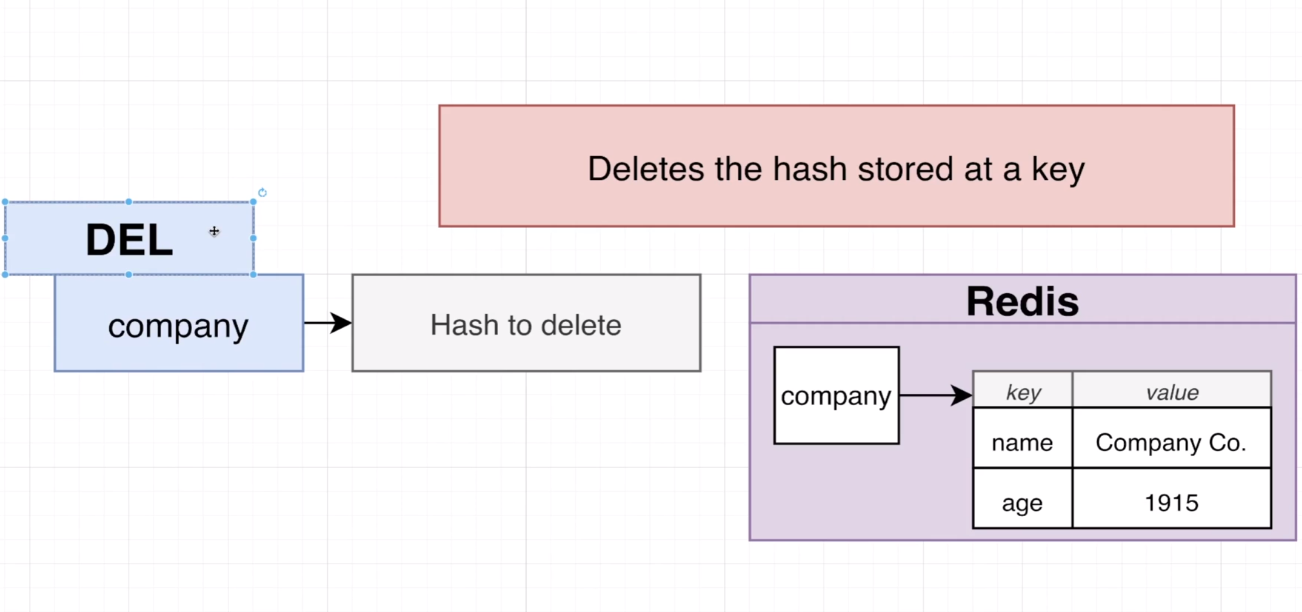 Deletes the hash stored at a key
DEL
company
Hash to delete
Redis
company
key value
name Company Co.
age 1915